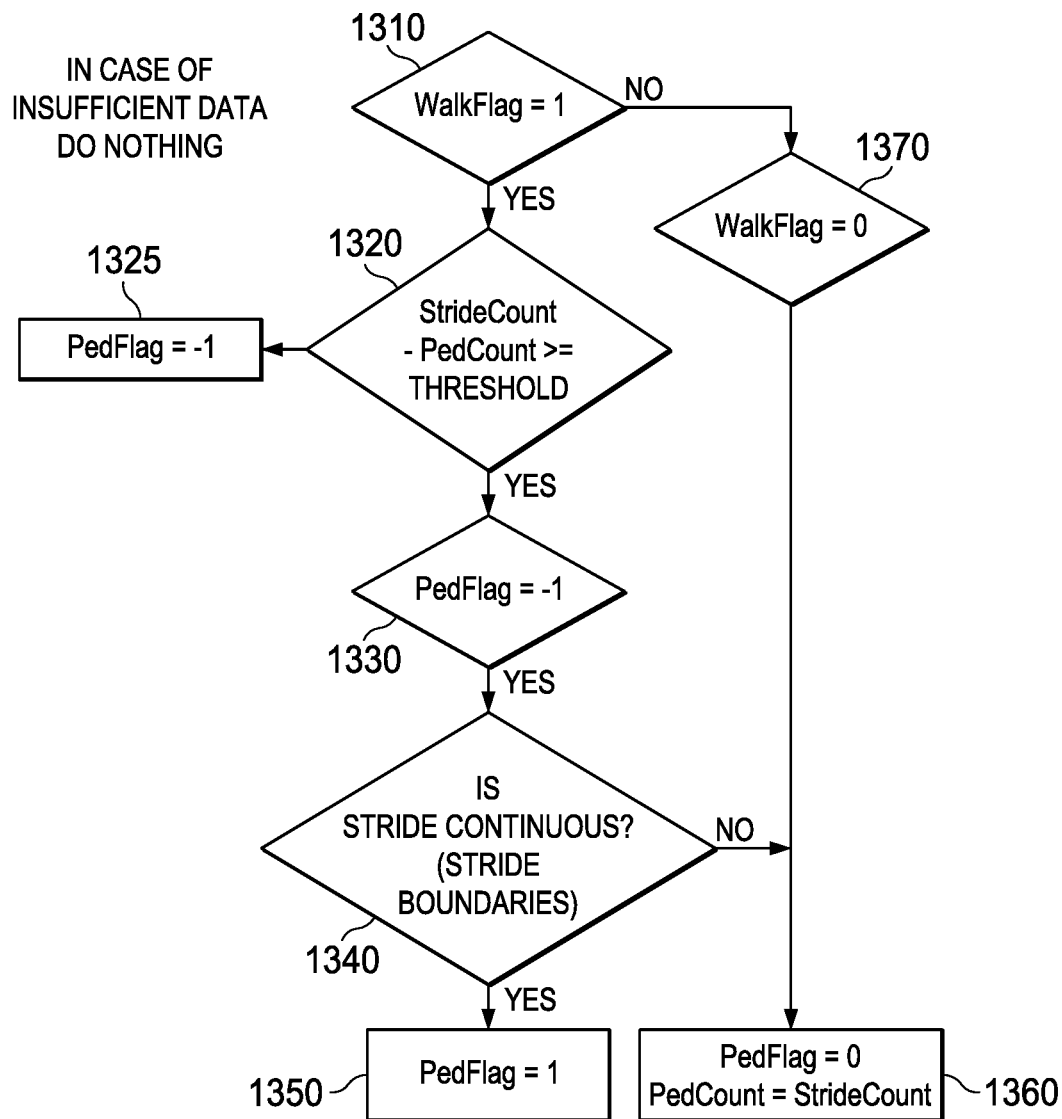 1310
IN CASE OF
INSUFFICIENT DATA
DO NOTHING
WalkFlag = 1
NO
1370
YES
WalkFlag = 0
1320
1325
StrideCount
- PedCount >=
THRESHOLD
PedFlag = -1
YES
PedFlag = -1
1330
YES
IS
STRIDE CONTINUOUS?
(STRIDE
BOUNDARIES)
NO
1340
YES
PedFlag = 1
1350
PedFlag = 0
PedCount = StrideCount
1360